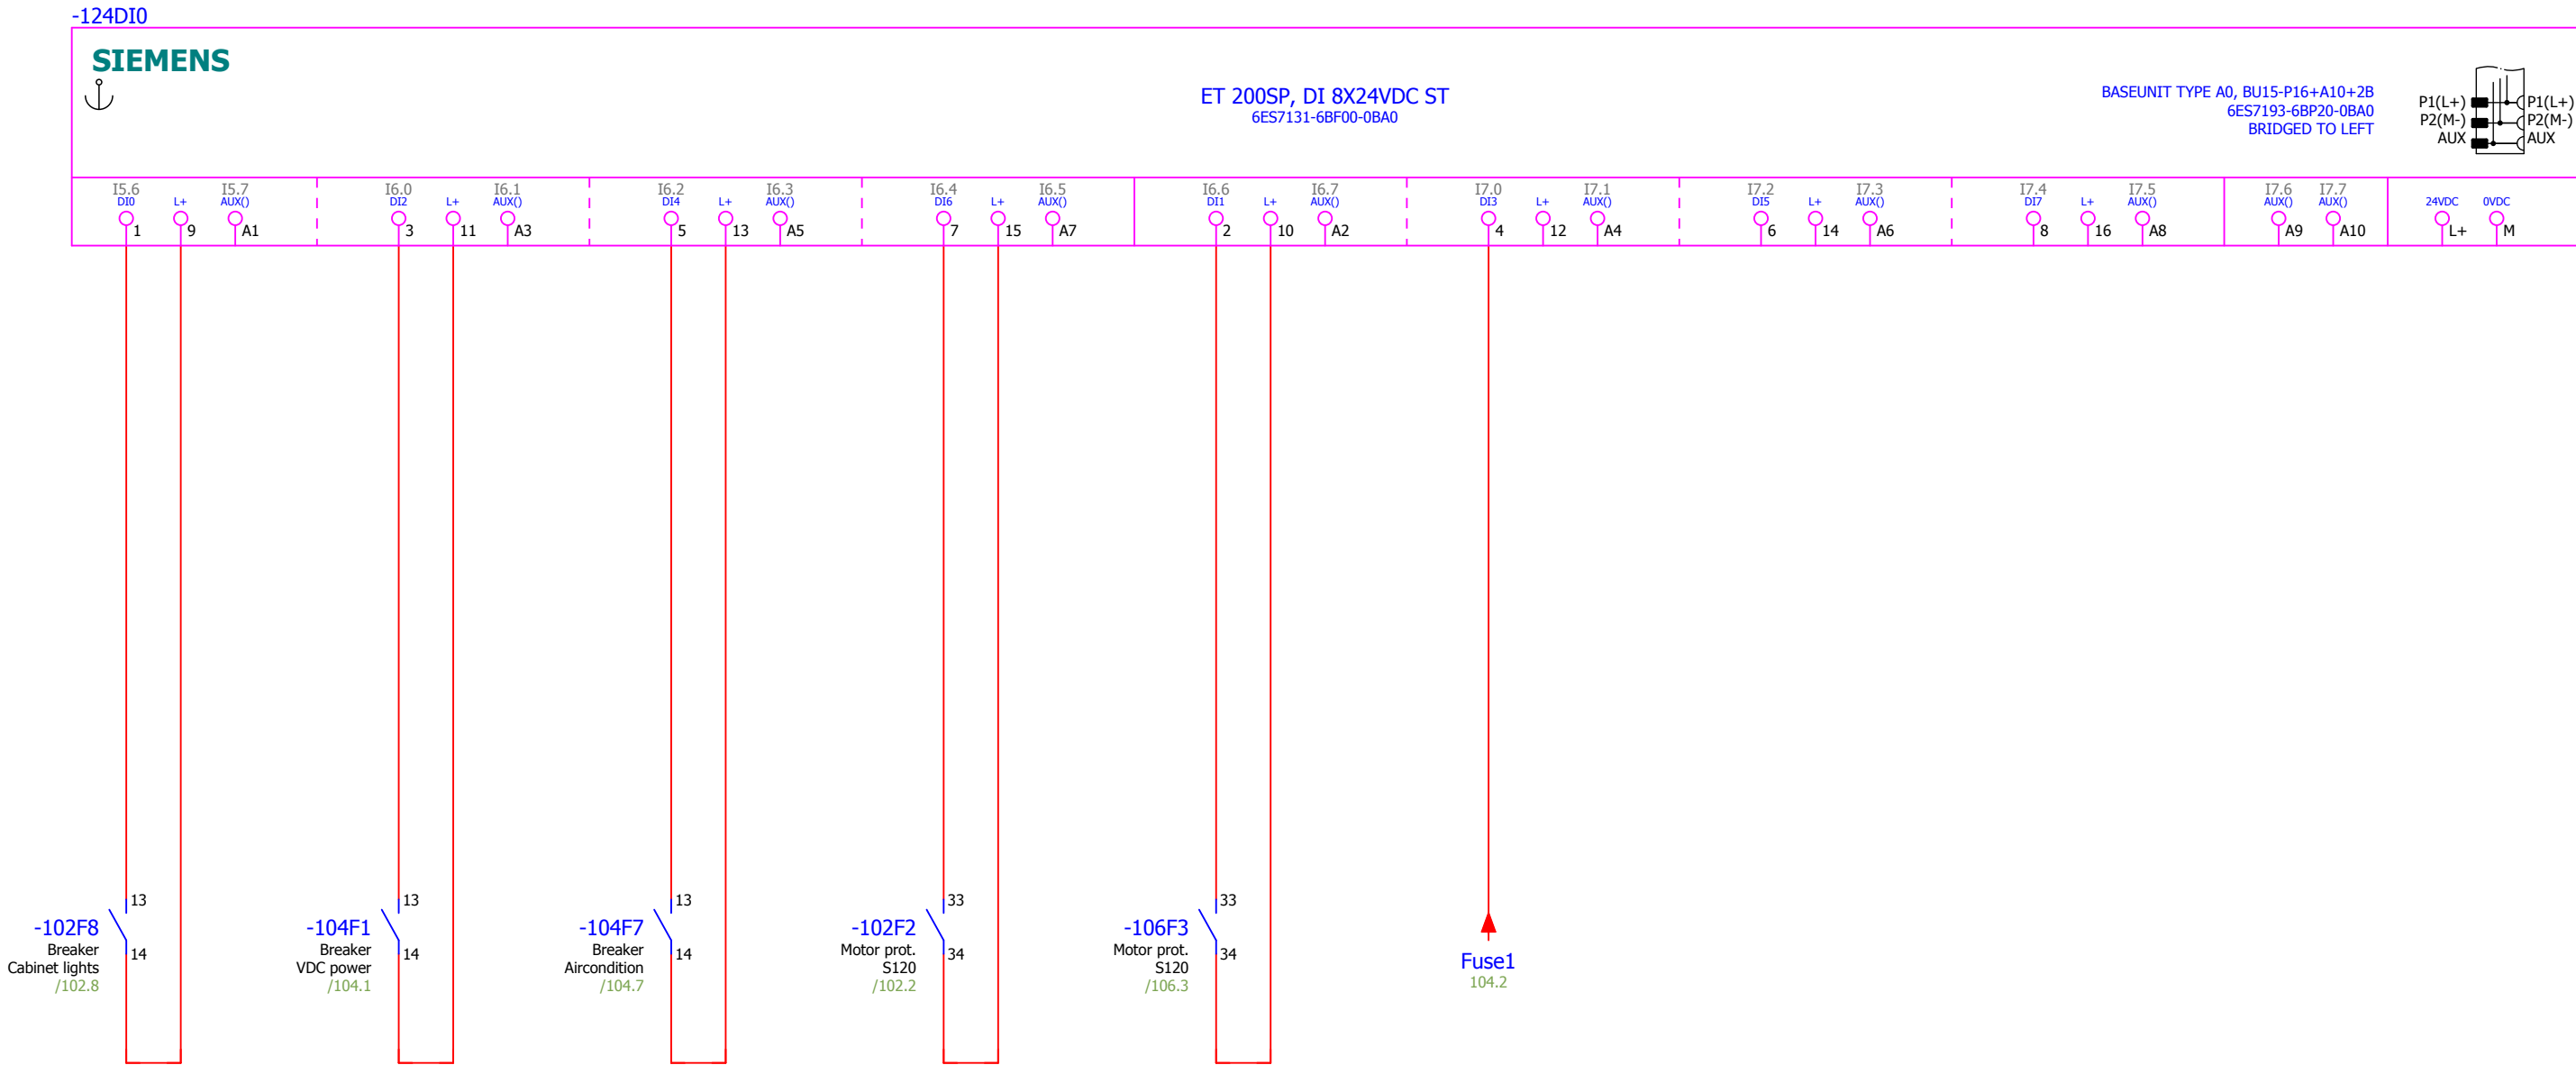 -124DI0
SIEMENS
ET 200SP, DI 8X24VDC ST
6ES7131-6BF00-0BA0
BASEUNIT TYPE A0, BU15-P16+A10+2B
6ES7193-6BP20-0BA0
BRIDGED TO LEFT
P1(L+) P1(L+)
P2(M-) P2(M-)
AUX AUX
I5.6 I5.7 I6.0 I6.1 I6.2 I6.3 I6.4 I6.5 I6.6 I6.7 I7.0 I7.1 I7.2 I7.3 I7.4 I7.5 I7.6 I7.7
DI0 L+ AUX() DI2 L+ AUX() DI4 L+ AUX() DI6 L+ AUX() DI1 L+ AUX() DI3 L+ AUX() DI5 L+ AUX() DI7 L+ AUX() AUX() AUX() 24VDC 0VDC
1 9 A1 3 11 A3 5 13 A5 7 15 A7 2 10 A2 4 12 A4 6 14 A6 8 16 A8 A9 A10 L+ M
13
-102F8
Breaker
14
Cabinet lights
/102.8
13
-104F1
Breaker
14
VDC power
/104.1
13
-104F7
Breaker
14
Aircondition
/104.7
33
-102F2
Motor prot.
34
S120
/102.2
33
-106F3
Motor prot.
34
S120
/106.3
Fuse1
104.2